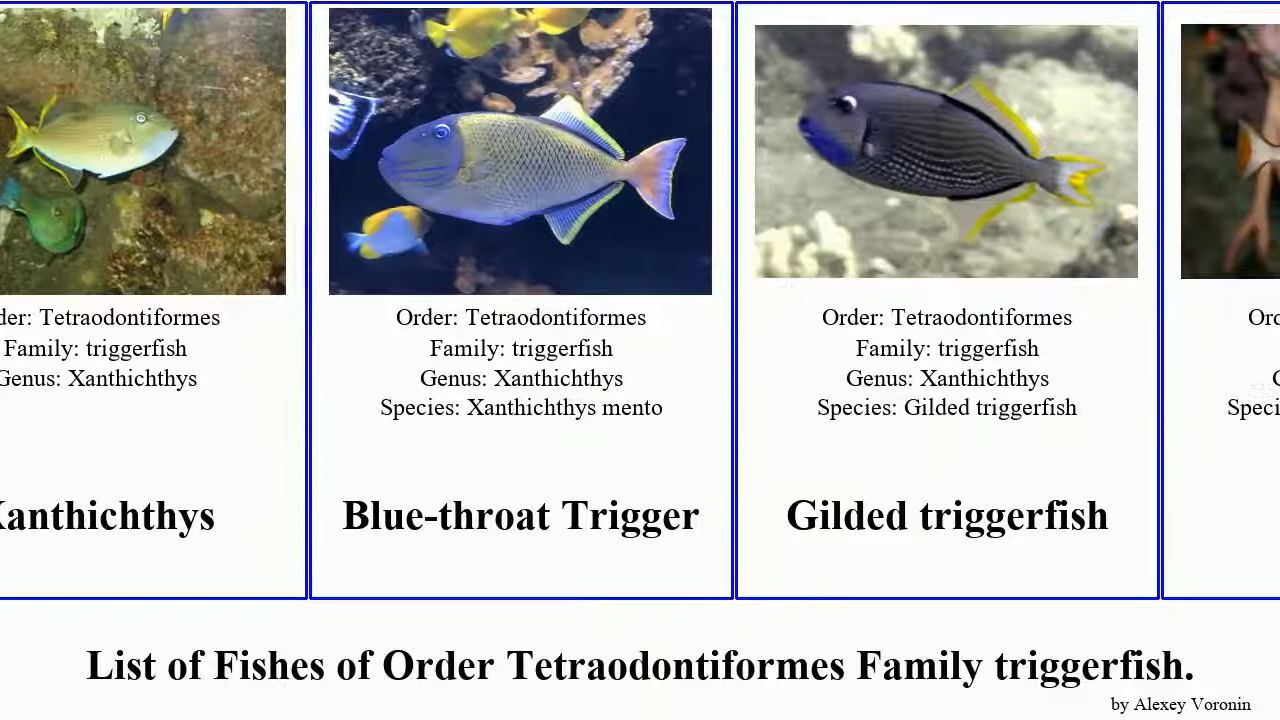 der: Tetraodontiformes
Family: triggerfish
Genus: Xanthichthys
Xanthichthys
Order: Tetraodontiformes
Family: triggerfish
Genus: Xanthichthys
Species: Xanthichthys mento
Blue-throat Trigger
Order: Tetraodontiformes
Family: triggerfish
Genus: Xanthichthys
Species: Gilded triggerfish
Gilded triggerfish
Ord
G
Speci
List of Fishes of Order Tetraodontiformes Family triggerfish.
by Alexey Voronin